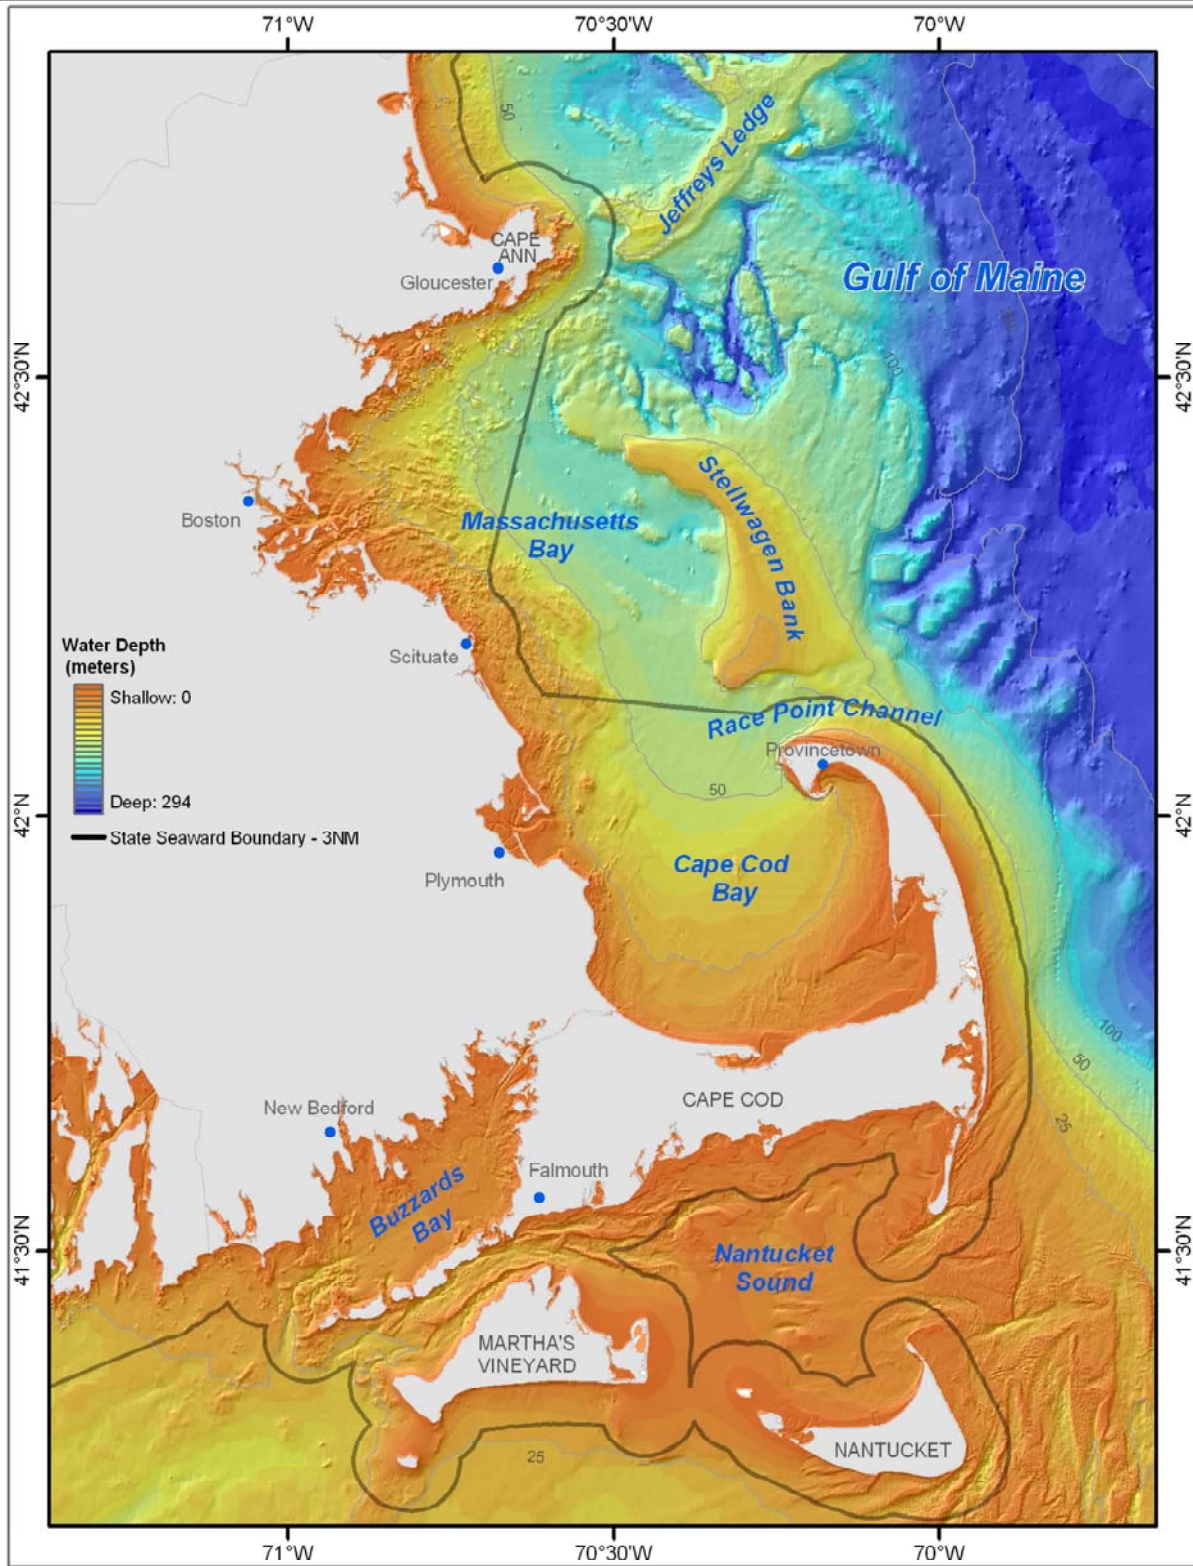 71°W
70°30'W
70°W
50
Jeffreys Ledge
CAPE
ANN
Gloucester
Gulf of Maine
42°30'N
42°30'N
100
Stellwagen Bank
Boston
Massachusetts
Bay
Water Depth
(meters)
Shallow: 0
Deep: 294
State Seaward Boundary - 3NM
Scituate
Race Point Channel
Provincetown
50
42°N
42°N
Plymouth
Cape Cod
Bay
100
50
25
CAPE COD
New Bedford
Falmouth
Buzzards
Bay
41°30'N
41°30'N
Nantucket
Sound
MARTHA'S
VINEYARD
NANTUCKET
25
71°W
70°30'W
70°W